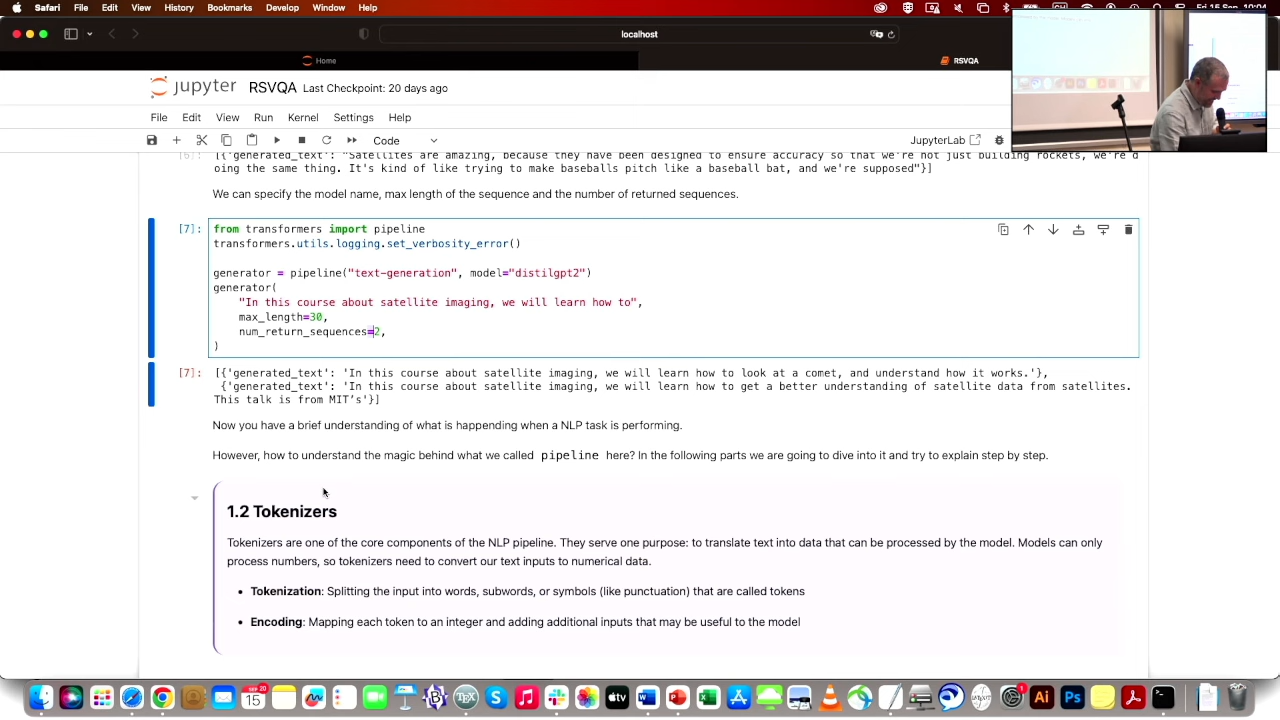 Safari File Edit View History Bookmarks Develop Window Help
localhost
Home
RSVQA
jupyter RSVQA Last Checkpoint: 20 days ago
File Edit View Run Kernel Settings Help
Code
JupyterLab
[{'generated_text': "Satellites are amazing, because they have been designed to ensure accuracy so that we're not just building rockets, we're d
oing the same thing. It's kind of like trying to make baseballs pitch like a baseball bat, and we're supposed"}]
We can specify the model name, max length of the sequence and the number of returned sequences.
[7]: from transformers import pipeline
transformers.utils.logging.set_verbosity_error()
generator = pipeline("text-generation", model="distilgpt2")
generator(
"In this course about satellite imaging, we will learn how to",
max_length=30,
num_return_sequences=2,
)
[7]: [{'generated_text': 'In this course about satellite imaging, we will learn how to look at a comet, and understand how it works.'},
{'generated_text': 'In this course about satellite imaging, we will learn how to get a better understanding of satellite data from satellites.
This talk is from MIT’s'}]
Now you have a brief understanding of what is happending when a NLP task is performing.
However, how to understand the magic behind what we called pipeline here? In the following parts we are going to dive into it and try to explain step by step.
1.2 Tokenizers
Tokenizers are one of the core components of the NLP pipeline. They serve one purpose: to translate text into data that can be processed by the model. Models can only
process numbers, so tokenizers need to convert our text inputs to numerical data.
• Tokenization: Splitting the input into words, subwords, or symbols (like punctuation) that are called tokens
• Encoding: Mapping each token to an integer and adding additional inputs that may be useful to the model
SEP 20
15